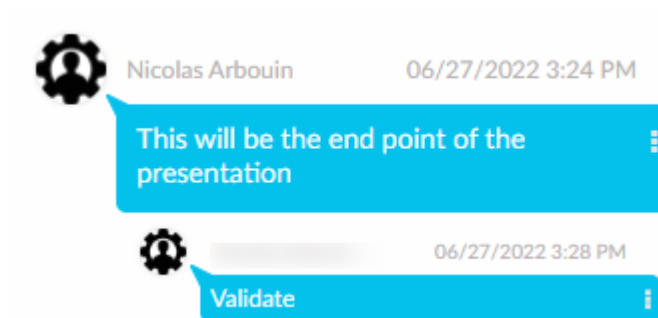 Nicolas Arbouin 06/27/2022 3:24 PM
This will be the end point of the
presentation
06/27/2022 3:28 PM
Validate